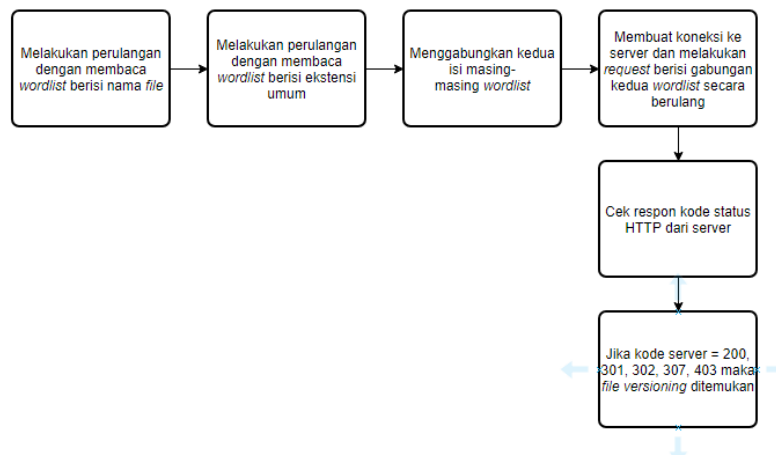 Melakukan perulangan
dengan membaca
wordlist berisi nama file
Melakukan perulangan
dengan membaca
wordlist berisi ekstensi
umum
Menggabungkan kedua
isi masing-
masing wordlist
Membuat koneksi ke
server dan melakukan
request berisi gabungan
kedua wordlist secara
berulang
Cek respon kode status
HTTP dari server
Jika kode server = 200,
301, 302, 307, 403 maka
file versioning ditemukan